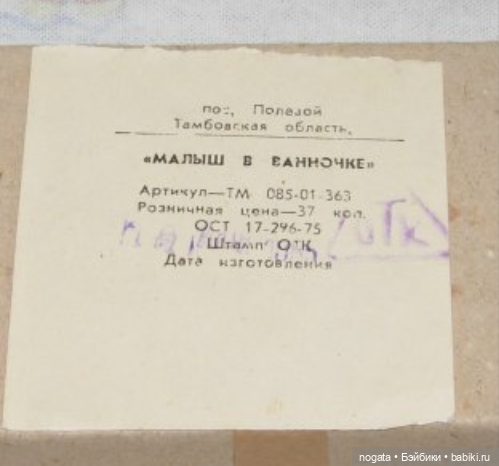 пос, Полевой
Тамбовская область,
«МАЛЫШ В ВАННОЧКЕ»
Артикул—ТМ 085-01-363
Розничная цена—37 коп.
ОСТ 17-296-75
Штамп ОТК
ОТК
Дата изготовления
nogata • Бэйбики • babiki.ru